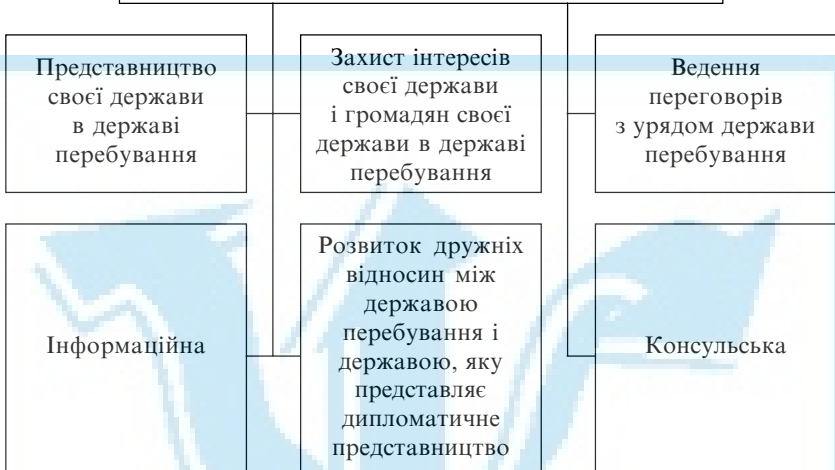 Представництво
своєї держави
в державі
перебування
Захист інтересів
своєї держави
і громадян своєї
держави в державі
перебування
Ведення
переговорів
з урядом держави
перебування
Інформаційна
Розвиток дружніх
відносин між
державою
перебування і
державою, яку
представляє
дипломатичне
представництво
Консульська